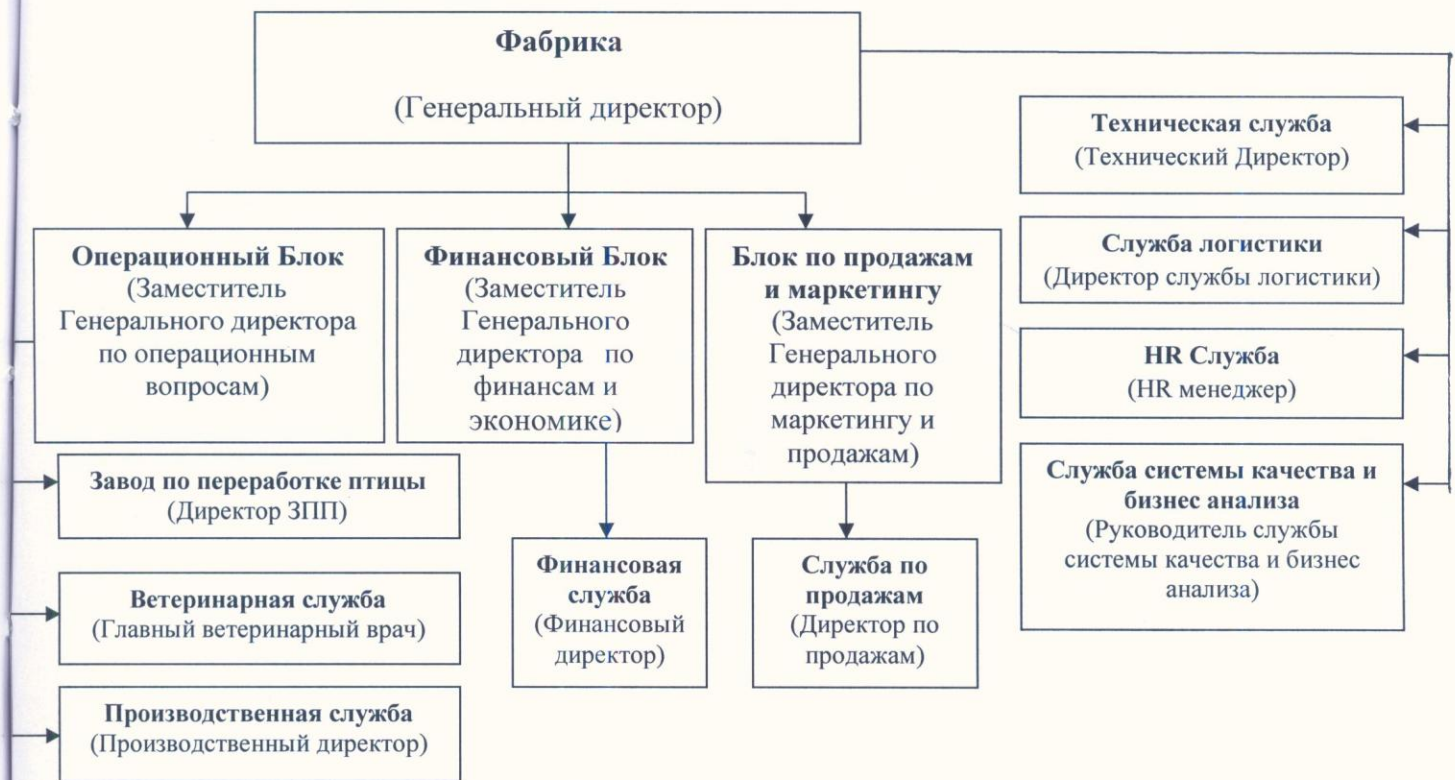 Фабрика
(Генеральный директор)
Техническая служба
(Технический Директор)
Служба логистики
(Директор службы логистики)
HR Служба
(HR менеджер)
Служба системы качества и
бизнес анализа
(Руководитель службы
системы качества и бизнес
анализа)
Операционный Блок
(Заместитель
Генерального директора
по операционным
вопросам)
Финансовый Блок
(Заместитель
Генерального
директора по
финансам и
экономике)
Блок по продажам
и маркетингу
(Заместитель
Генерального
директора по
маркетингу и
продажам)
Завод по переработке птицы
(Директор ЗПП)
Ветеринарная служба
(Главный ветеринарный врач)
Производственная служба
(Производственный директор)
Финансовая
служба
(Финансовый
директор)
Служба по
продажам
(Директор по
продажам)